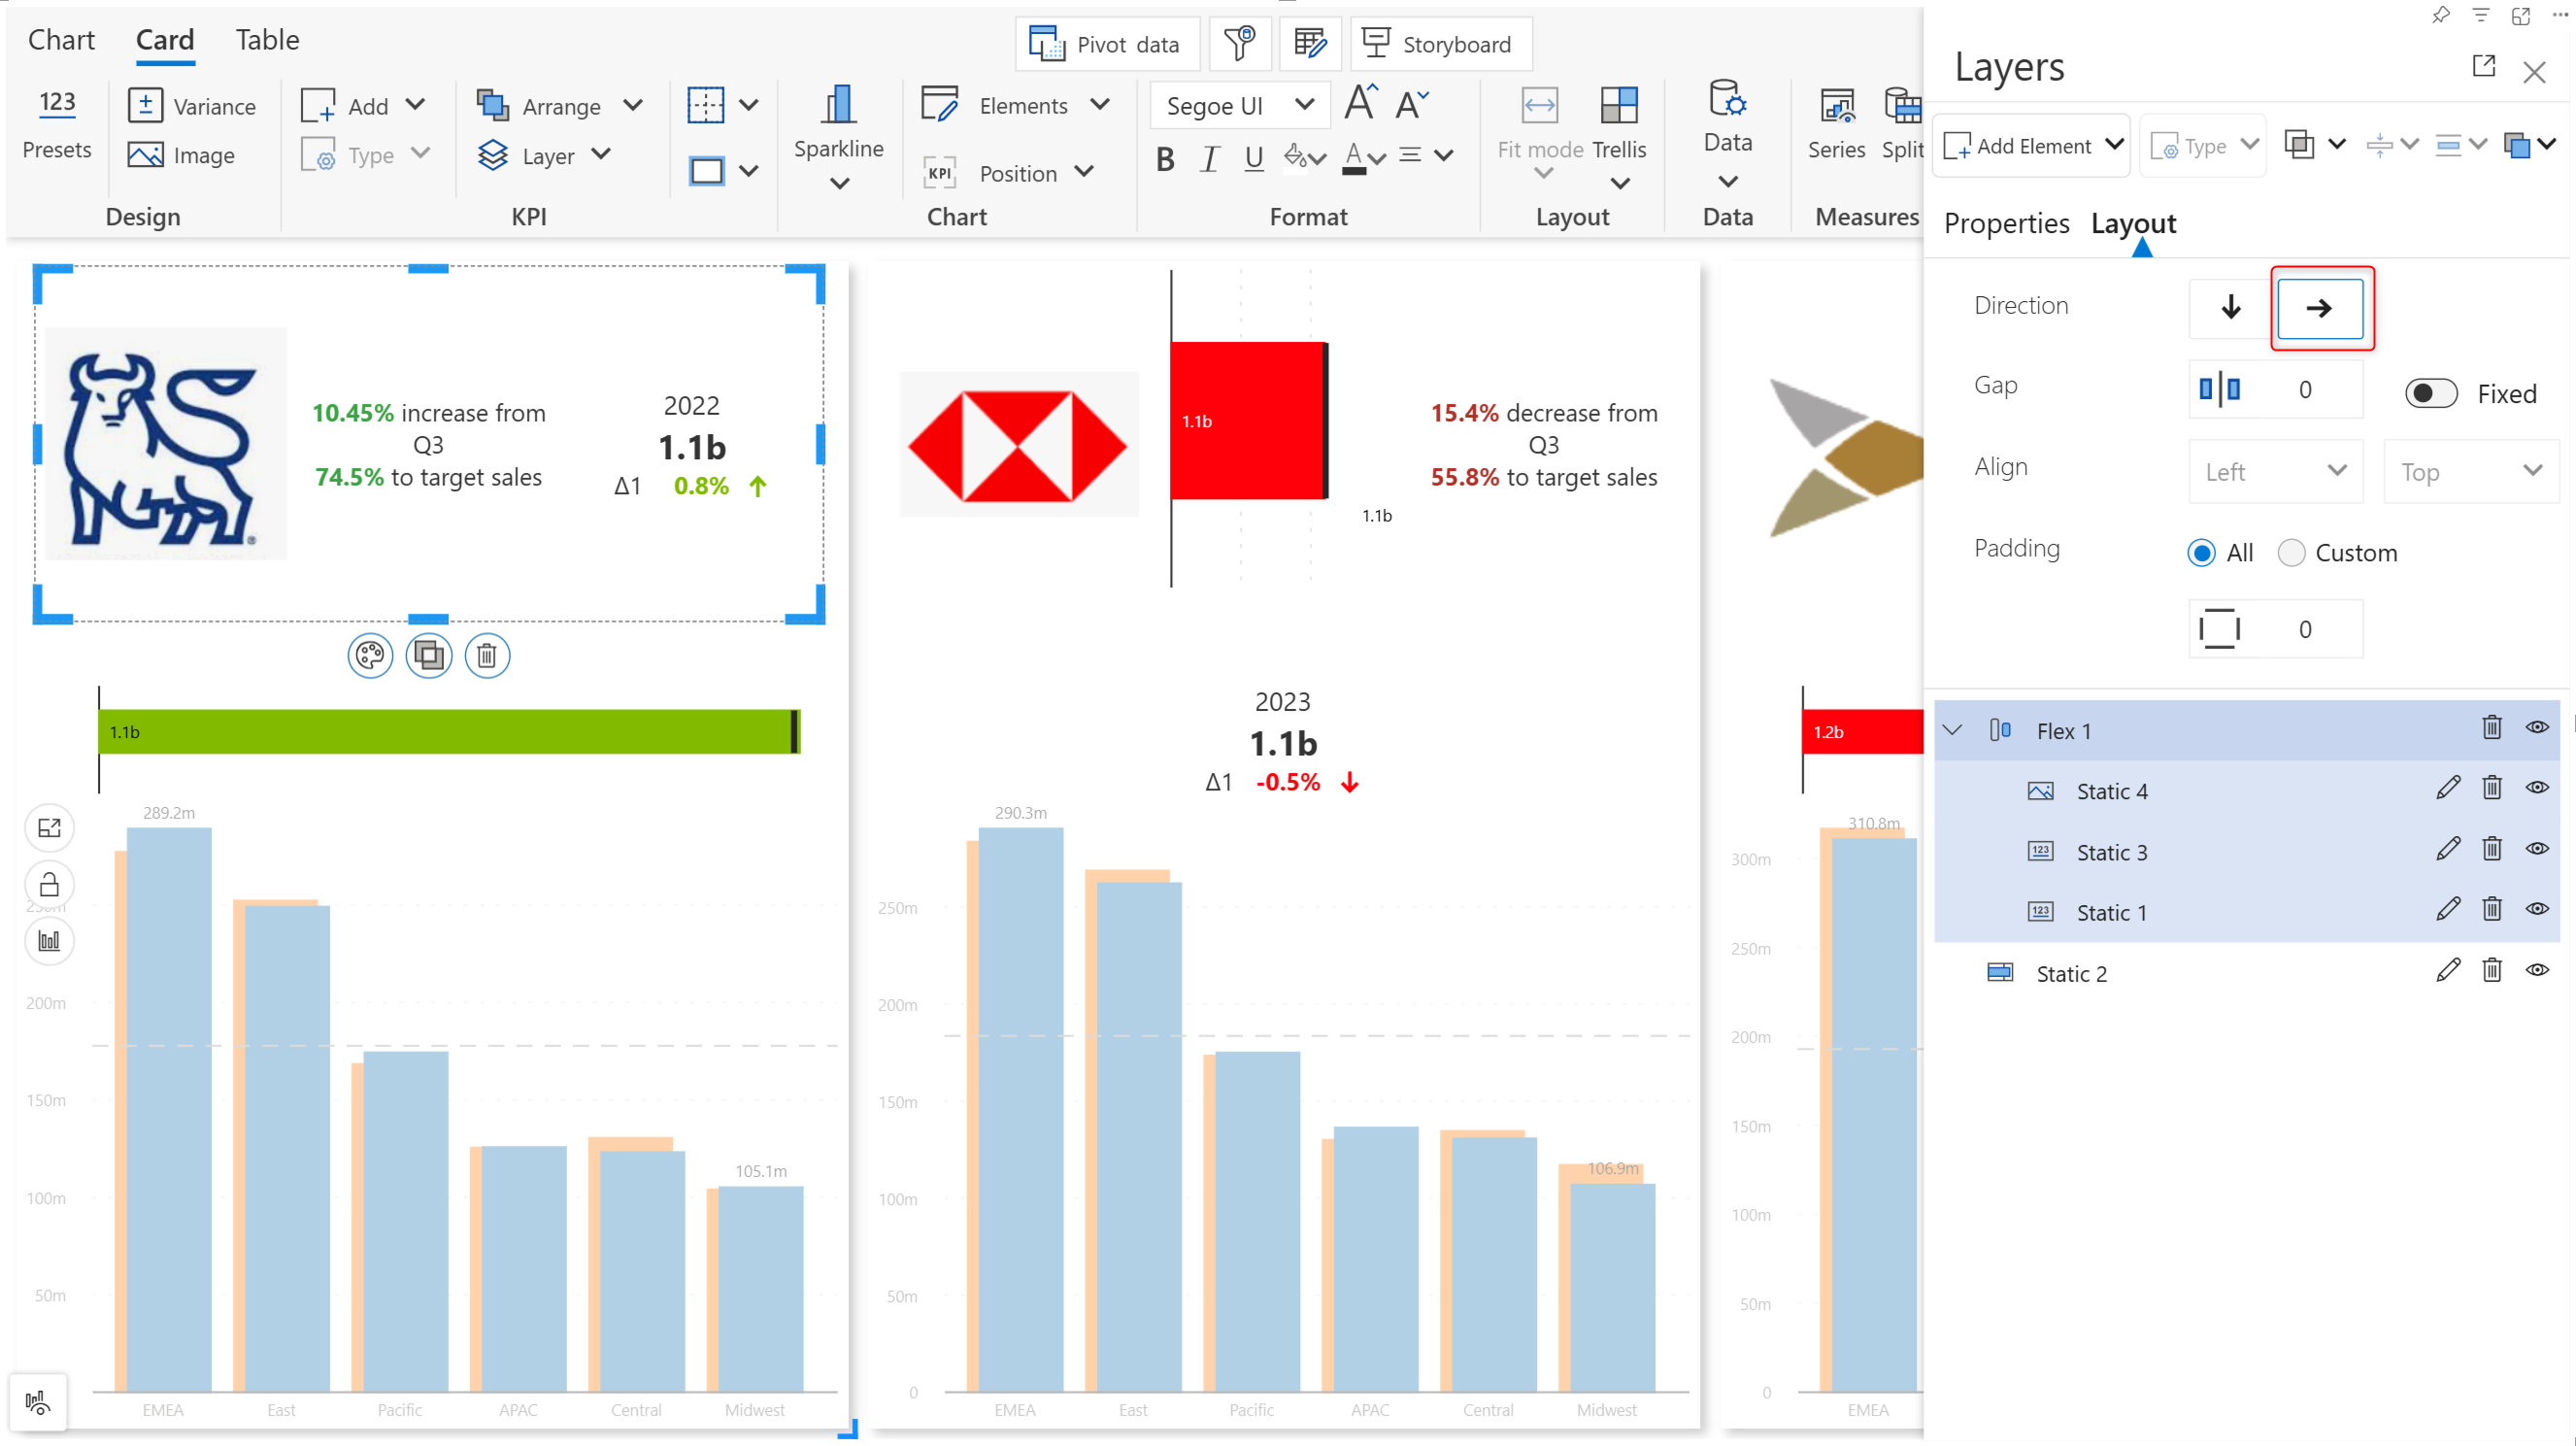 Chart Card Table
Pivot data
Storyboard
123
Presets
Variance
Image
Design
Add
Type
Arrange
Layer
KPI
Sparkline
Elements
KPI
Position
Chart
Segoe UI
A A
B I U A
Format
Fit mode
Trellis
Layout
Data
Data
Series
Split
Measures
Layers
Add Element
Type
Properties Layout
Direction
Gap
0
Fixed
Align
Left
Top
Padding
All
Custom
0
Flex 1
Static 4
123
Static 3
123
Static 1
Static 2
10.45% increase from
Q3
74.5% to target sales
2022
1.1b
Δ1 0.8%
1.1b
289.2m
105.1m
200m
150m
100m
50m
EMEA East Pacific APAC Central Midwest
1.1b
1.1b
15.4% decrease from
Q3
55.8% to target sales
2023
1.1b
Δ1 -0.5%
290.3m
106.9m
250m
200m
150m
100m
50m
0
EMEA East Pacific APAC Central Midwest
1.2b
310.8m
300m
250m
200m
150m
100m
50m
0
EMEA